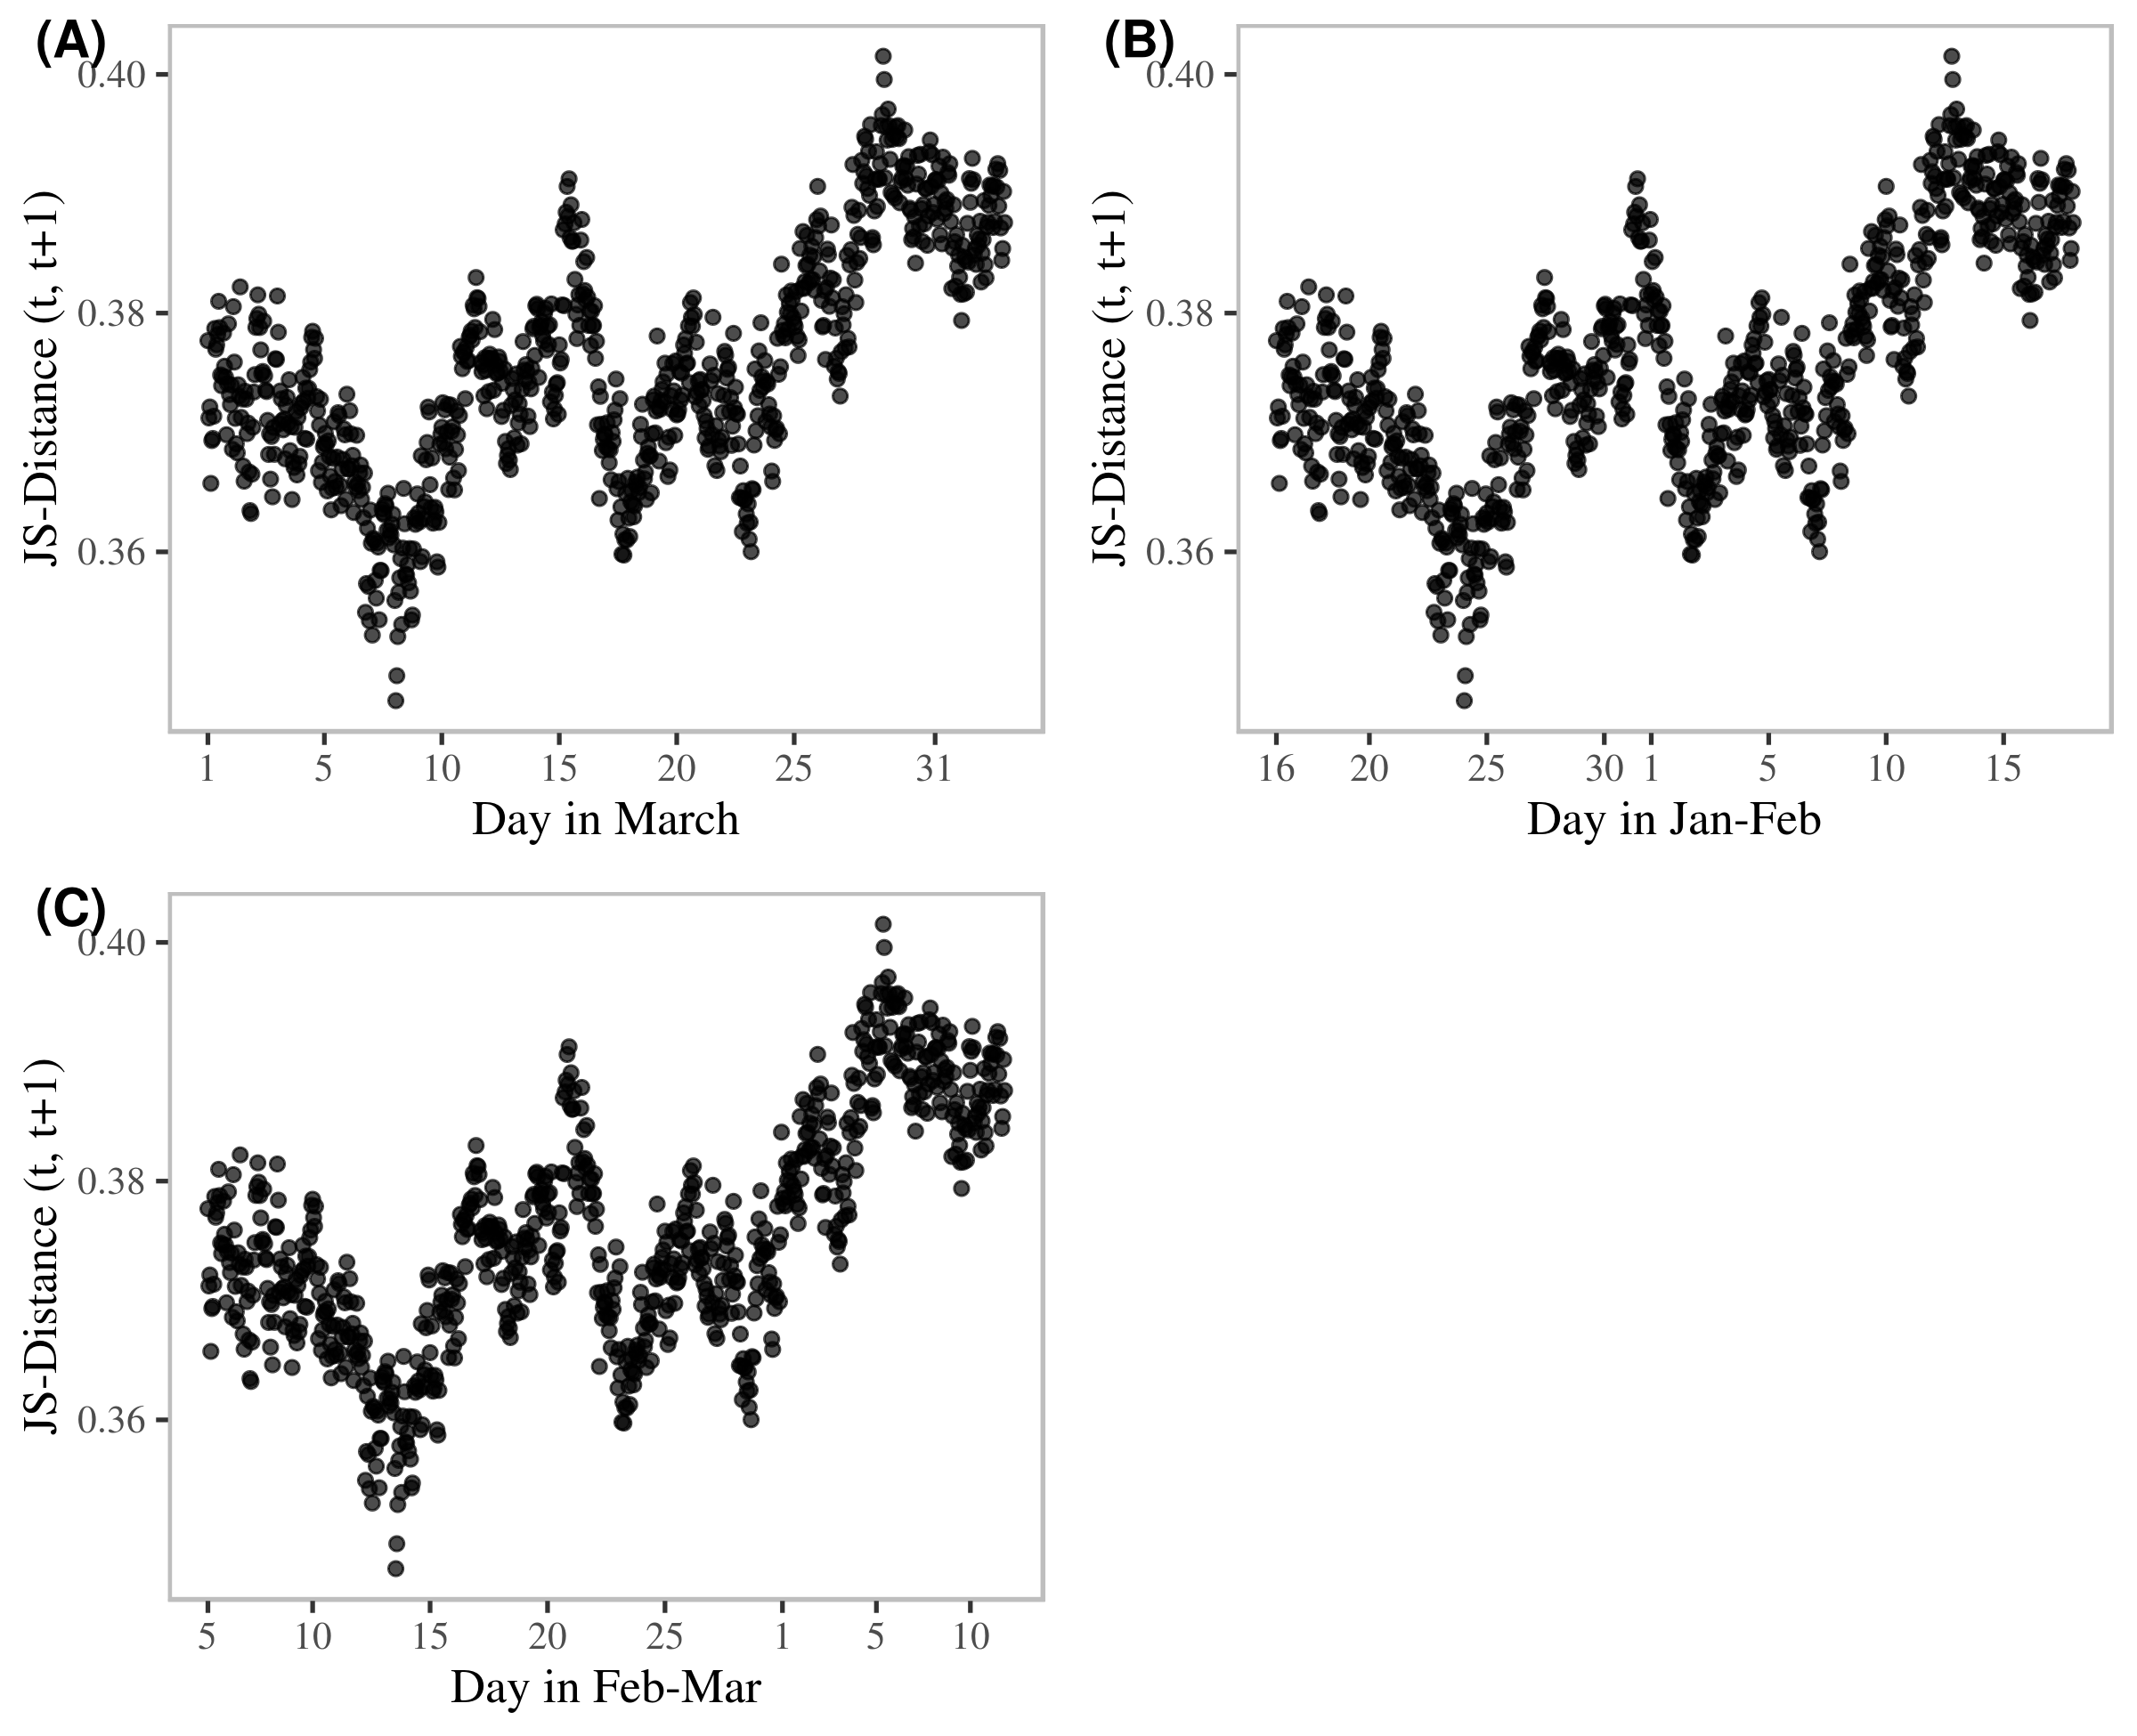 (A)
0.40
0.38
0.36
JS-Distance (t, t+1)
1 5 10 15 20 25 31
Day in March
(B)
0.40
0.38
0.36
JS-Distance (t, t+1)
16 20 25 30 1 5 10 15
Day in Jan-Feb
(C)
0.40
0.38
0.36
JS-Distance (t, t+1)
5 10 15 20 25 1 5 10
Day in Feb-Mar